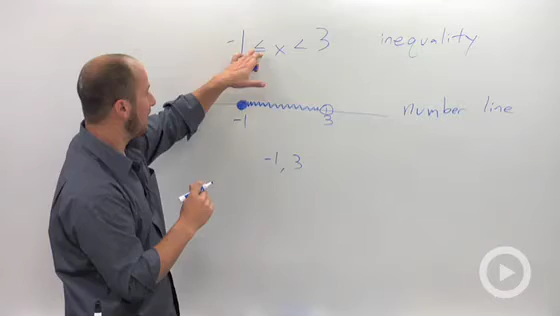 -1 ≤ x < 3 inequality
number line
-1 3
-1, 3